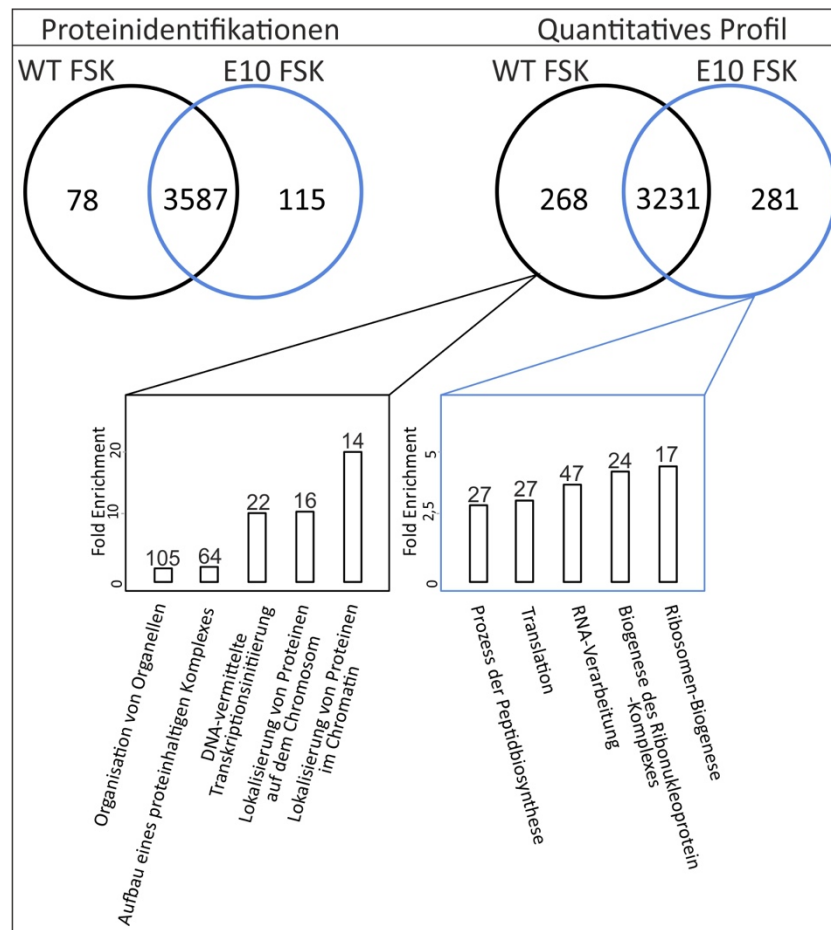 Proteinidentifikationen
Quantitatives Profil
WT FSK
E10 FSK
WT FSK
E10 FSK
78
3587
115
268
3231
281
Fold Enrichment
20
10
0
105
64
22
16
14
Organisation von Organellen
Aufbau eines proteinhaltigen Komplexes
DNA-vermittelte
Transkriptionsinitiierung
Lokalisierung von Proteinen
auf dem Chromosom
Lokalisierung von Proteinen
im Chromatin
Fold Enrichment
5
2,5
0
27
27
47
24
17
Prozess der Peptidbiosynthese
Translation
RNA-Verarbeitung
Biogenese des Ribonukleoprotein
-Komplexes
Ribosomen-Biogenese